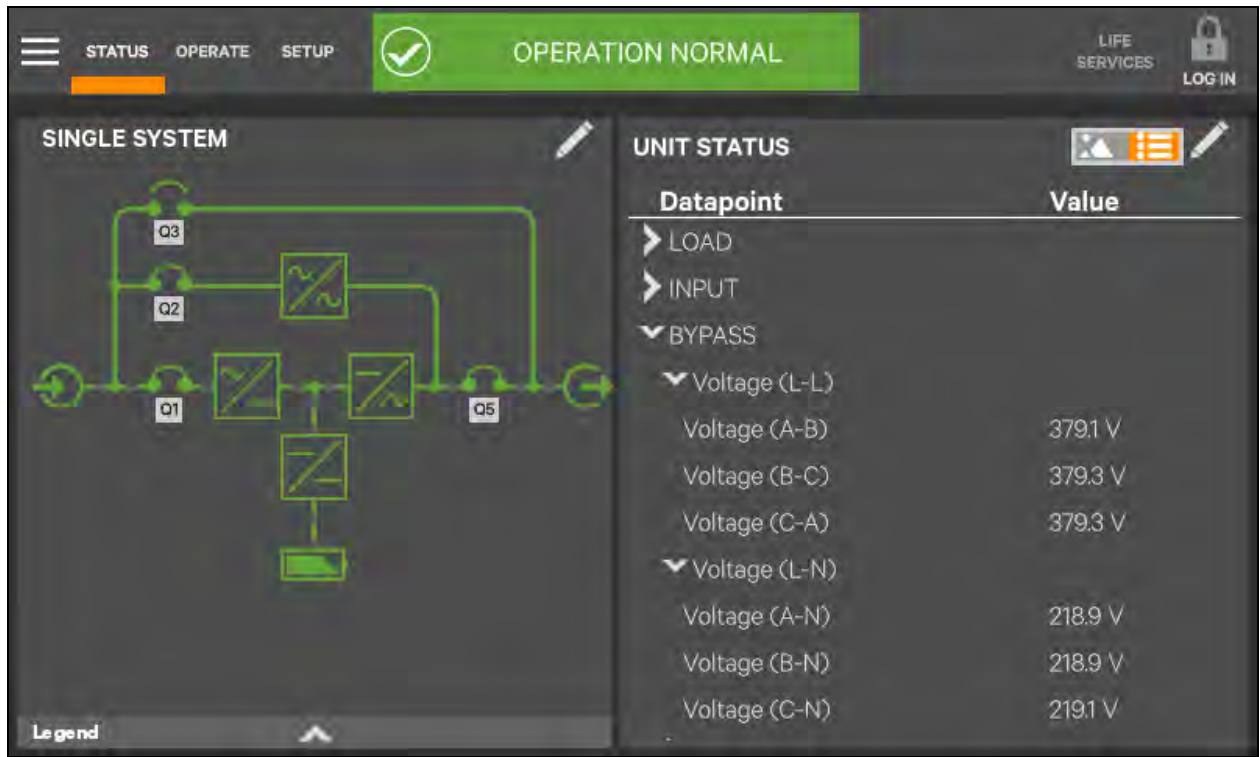 STATUS OPERATE SETUP
OPERATION NORMAL
LIFE
SERVICES
LOG IN
SINGLE SYSTEM
Q3
Q2
Q1
Q5
Legend
UNIT STATUS
Datapoint Value
LOAD
INPUT
BYPASS
Voltage (L-L)
Voltage (A-B) 379.1 V
Voltage (B-C) 379.3 V
Voltage (C-A) 379.3 V
Voltage (L-N)
Voltage (A-N) 218.9 V
Voltage (B-N) 218.9 V
Voltage (C-N) 219.1 V